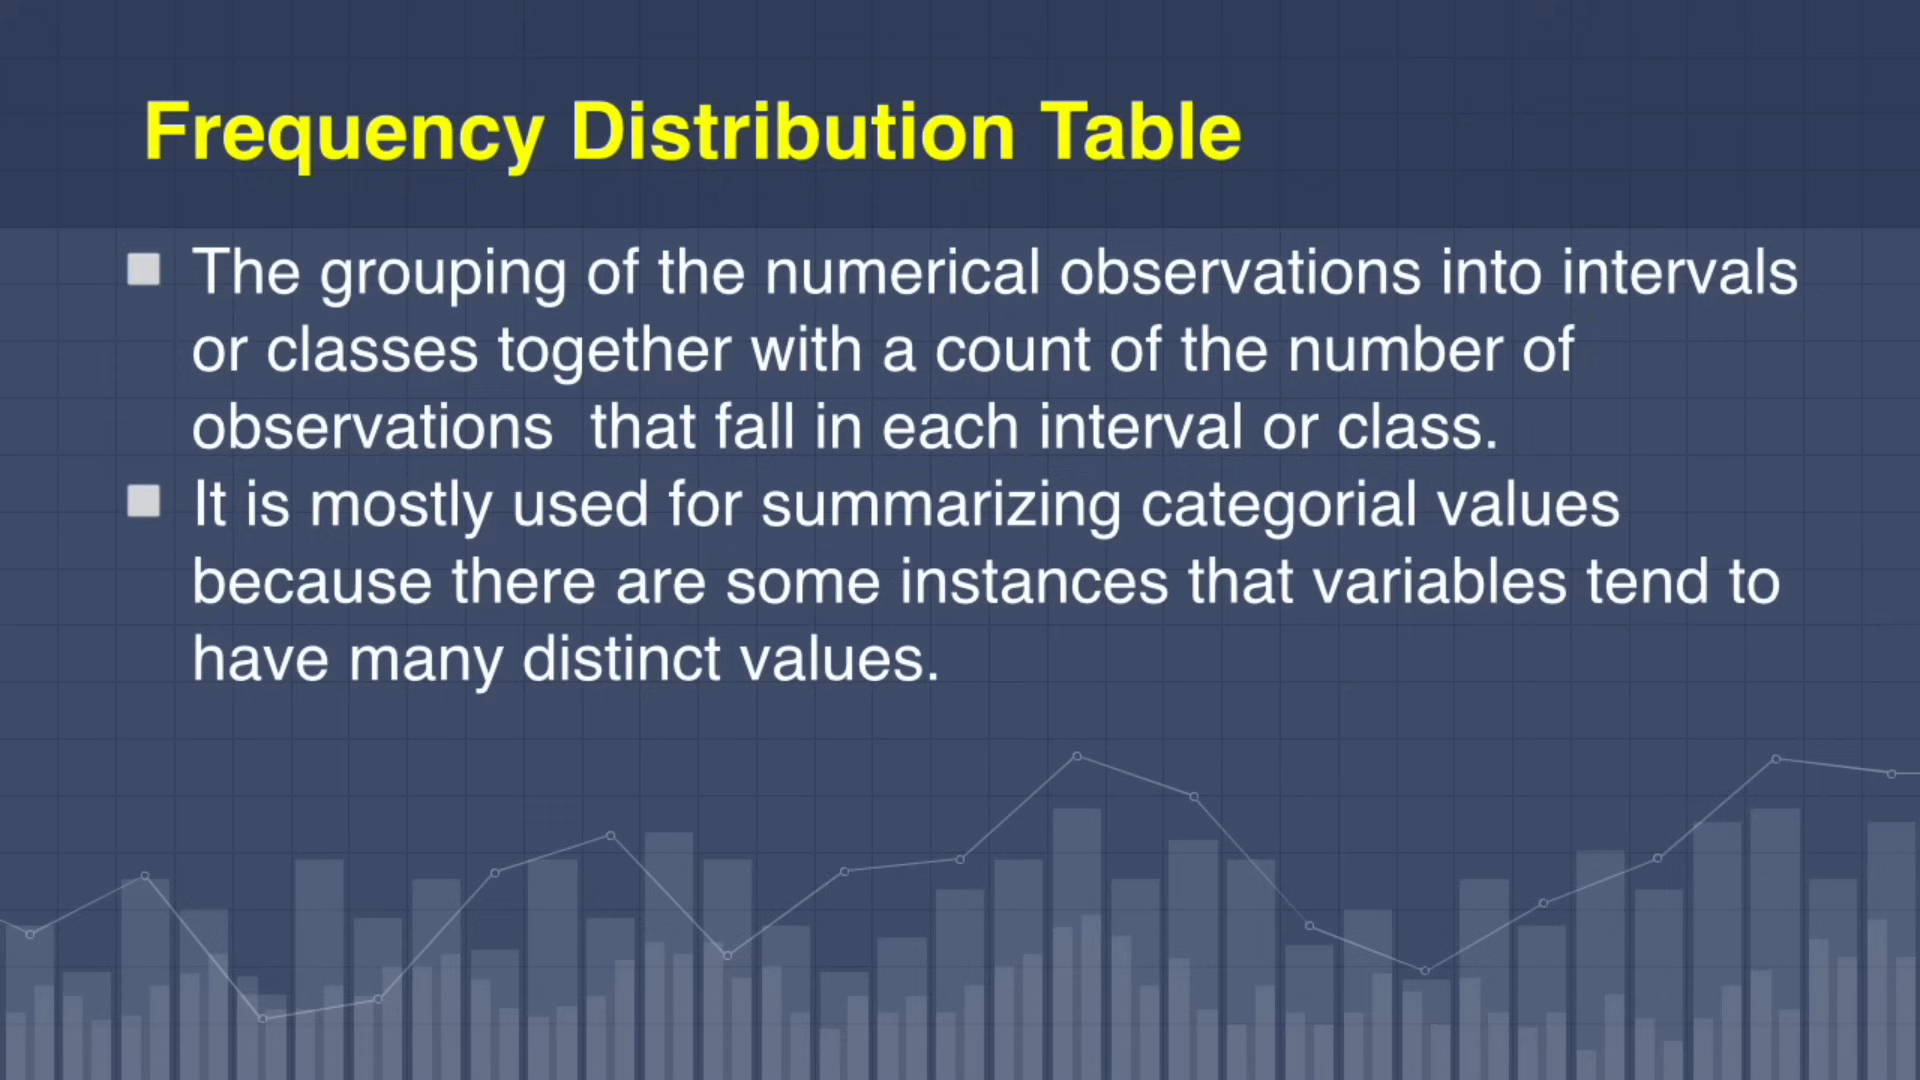 Frequency Distribution Table
The grouping of the numerical observations into intervals
or classes together with a count of the number of
observations  that fall in each interval or class.
It is mostly used for summarizing categorial values
because there are some instances that variables tend to
have many distinct values.